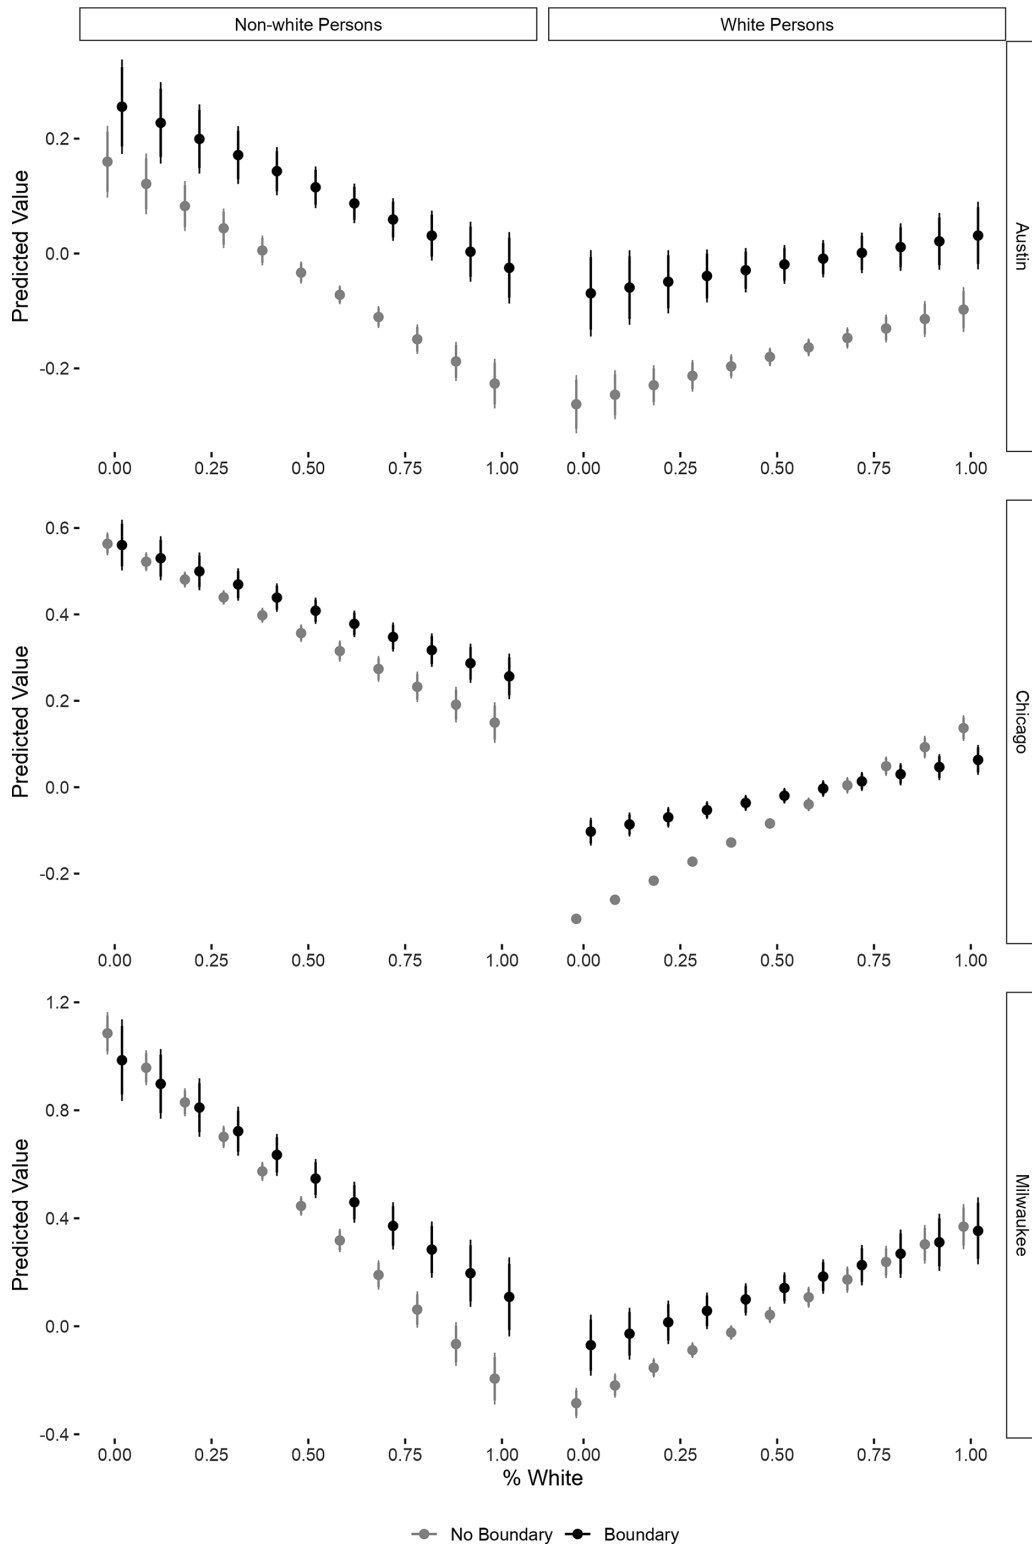 Non-white Persons White Persons
0.2
0.0
-0.2
Predicted Value
Austin
0.00 0.25 0.50 0.75 1.00 0.00 0.25 0.50 0.75 1.00
0.6
0.4
0.2
0.0
-0.2
Predicted Value
Chicago
0.00 0.25 0.50 0.75 1.00 0.00 0.25 0.50 0.75 1.00
1.2
0.8
0.4
0.0
-0.4
Predicted Value
Milwaukee
0.00 0.25 0.50 0.75 1.00 0.00 0.25 0.50 0.75 1.00
% White
No Boundary Boundary